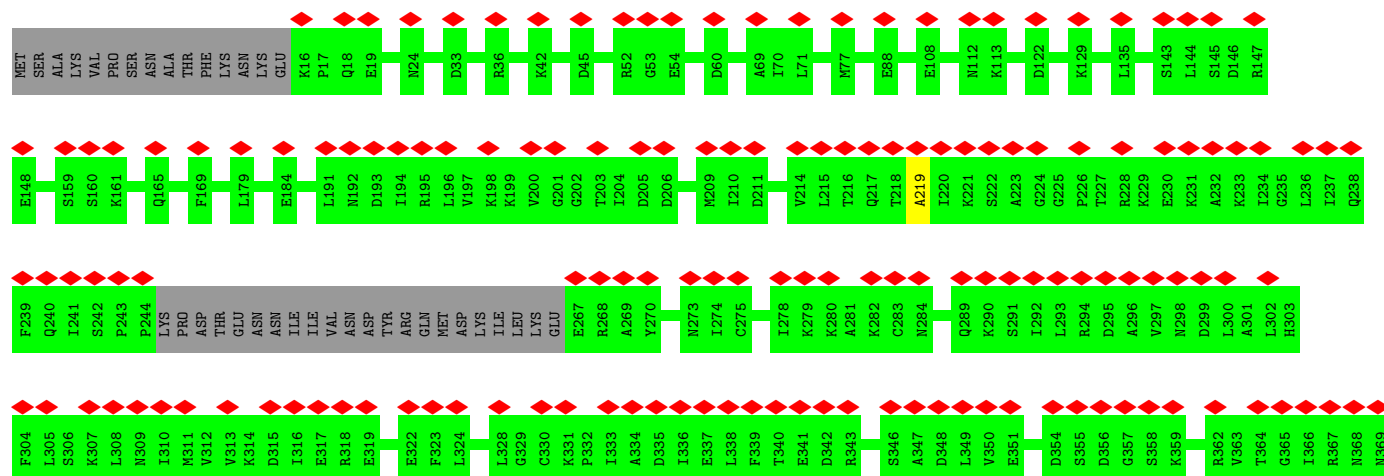 MET SER ALA LYS VAL PRO SER ASN ALA THR PHE LYS ASN LYS GLU K16 P17 Q18 E19 N24 D33 R36 K42 D45 R52 G53 E54 D60 A69 I70 L71 M77 E88 E108 N112 K113 D122 K129 L135 S143 L144 S145 D146 R147
E148 S159 S160 K161 Q165 F169 L179 E184 L191 N192 D193 I194 R195 L196 V197 K198 K199 V200 G201 G202 T203 I204 D205 D206 M209 I210 D211 V214 L215 T216 Q217 T218 A219 I220 K221 S222 A223 G224 G225 P226 T227 R228 K229 E230 K231 A232 K233 I234 G235 L236 I237 Q238
F239 Q240 I241 S242 P243 P244 LYS PRO ASP THR GLU ASN ASN ILE ILE VAL ASN ASP TYR ARG GLN MET ASP LYS ILE LEU LYS GLU E267 R268 A269 Y270 N273 I274 C275 I278 K279 K280 A281 K282 C283 N284 Q289 K290 S291 I292 L293 R294 D295 A296 V297 N298 D299 L300 A301 L302 H303
F304 L305 S306 K307 L308 N309 I310 M311 V312 V313 K314 D315 I316 E317 R318 E319 E322 F323 L324 L328 G329 C330 K331 P332 I333 A334 D335 I336 E337 L338 F339 T340 E341 D342 R343 S346 A347 D348 L349 V350 E351 D354 S355 D356 G357 S358 K359 R362 V363 T364 G365 I366 R367 N368 N369